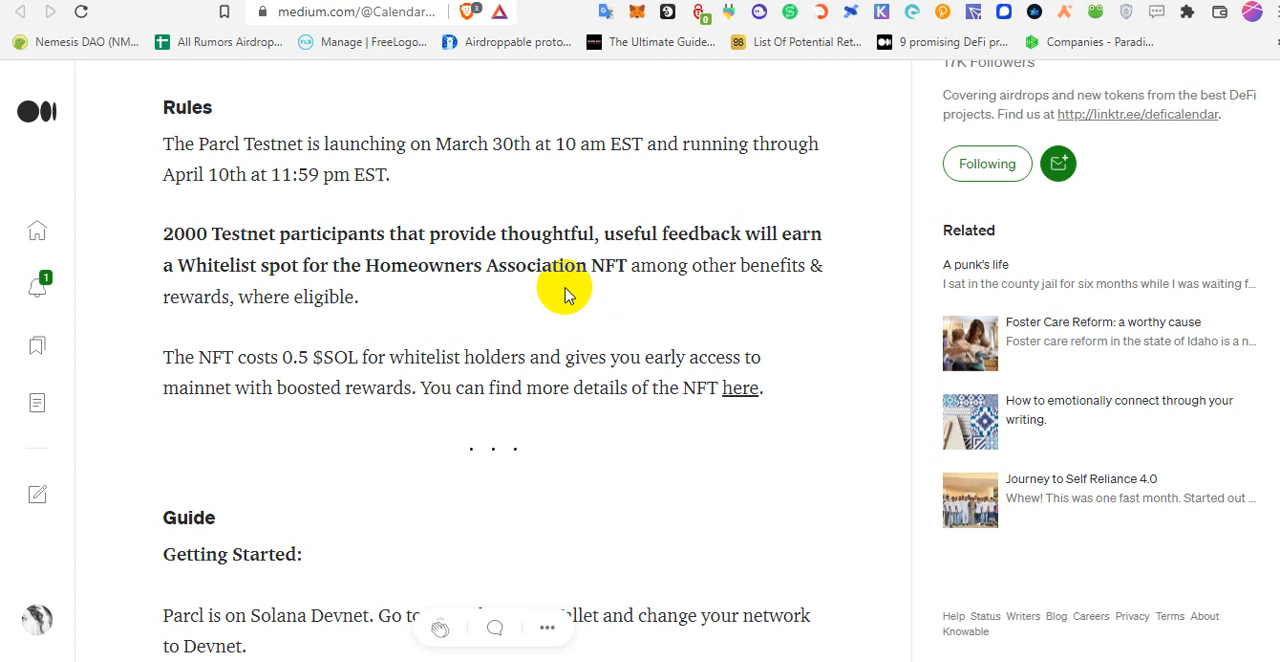 medium.com/@Calendar...
Nemesis DAO (NM...
All Rumors Airdrop...
Manage | FreeLogo...
Airdroppable proto...
The Ultimate Guide...
98
List Of Potential Ret...
9 promising DeFi pr...
Companies - Paradi...
Rules
The Parcl Testnet is launching on March 30th at 10 am EST and running through
April 10th at 11:59 pm EST.
2000 Testnet participants that provide thoughtful, useful feedback will earn
a Whitelist spot for the Homeowners Association NFT among other benefits &
rewards, where eligible.
The NFT costs 0.5 $SOL for whitelist holders and gives you early access to
mainnet with boosted rewards. You can find more details of the NFT here.
. . .
Guide
Getting Started:
Parcl is on Solana Devnet. Go to and change your network
to Devnet.
1
17K Followers
Covering airdrops and new tokens from the best DeFi
projects. Find us at http://linktr.ee/deficalendar.
Following
Related
A punk's life
I sat in the county jail for six months while I was waiting f...
Foster Care Reform: a worthy cause
Foster care reform in the state of Idaho is a n...
How to emotionally connect through your
writing.
Journey to Self Reliance 4.0
Whew! This was one fast month. Started out ...
Help Status Writers Blog Careers Privacy Terms About
Knowable